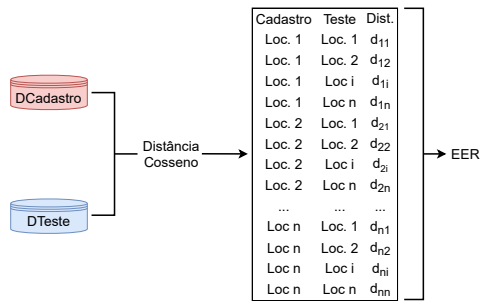 DCadastro
DTeste
Distância
Cosseno
Cadastro Teste Dist.
Loc. 1 Loc. 1 d11
Loc. 1 Loc. 2 d12
Loc. 1 Loc i d1i
Loc. 1 Loc n d1n
Loc. 2 Loc. 1 d21
Loc. 2 Loc. 2 d22
Loc. 2 Loc i d2i
Loc. 2 Loc n d2n
... ... ...
Loc n Loc. 1 dn1
Loc n Loc. 2 dn2
Loc n Loc i dni
Loc n Loc n dnn
EER